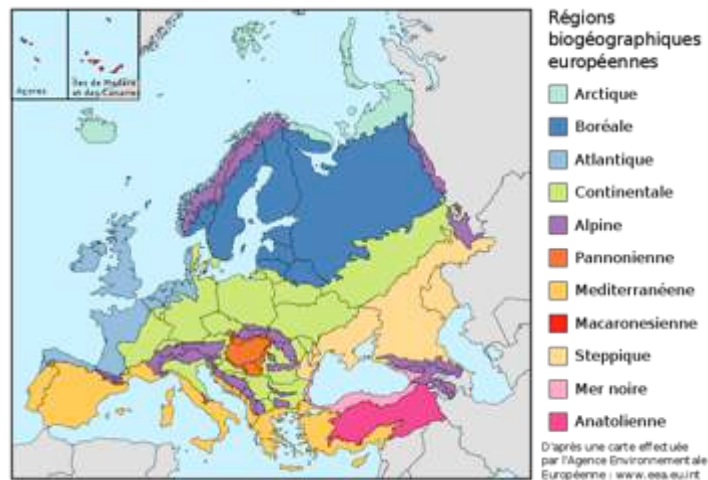 Açores
Îles de Madère
et des Canaries
Régions
biogéographiques
européennes
Arctique
Boréale
Atlantique
Continentale
Alpine
Pannonienne
Mediterranéene
Macaronesienne
Steppique
Mer noire
Anatolienne
D'après une carte effectuée
par l'Agence Environnementale
Européenne : www.eea.eu.int